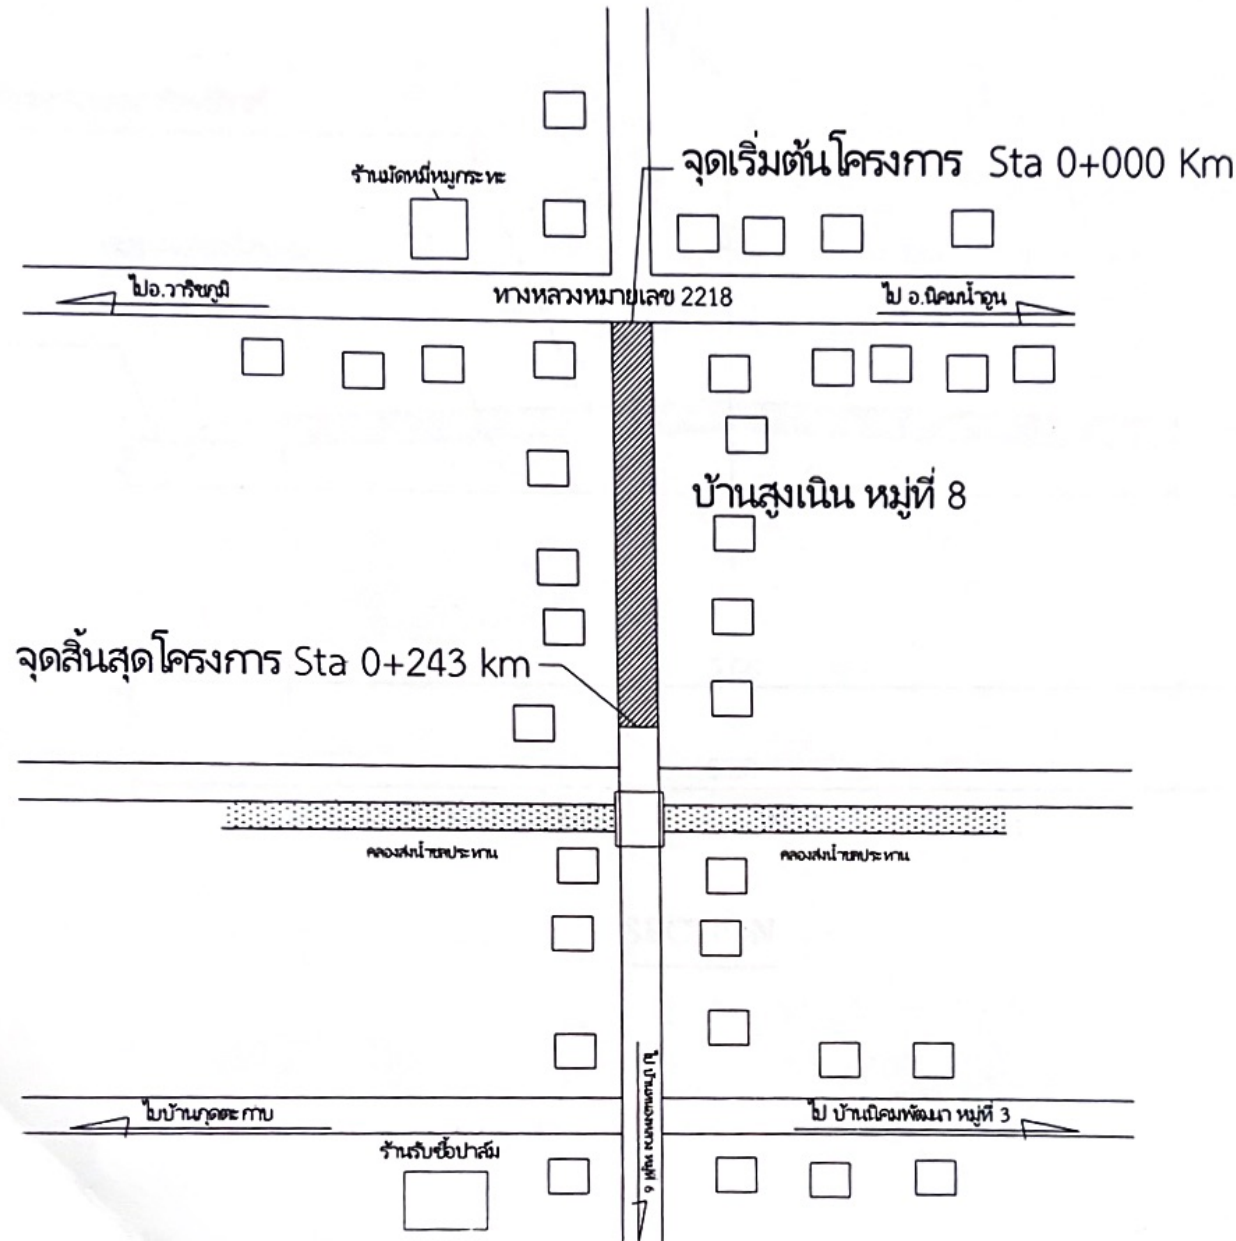 จุดเริ่มต้นโครงการ Sta 0+000 Km
ร้านมัดหมี่หมูกระทะ
ไปอ.วาริชภูมิ
ทางหลวงหมายเลข 2218
ไป อ.นิคมน้ำอูน
บ้านสูงเนิน หมู่ที่ 8
จุดสิ้นสุดโครงการ Sta 0+243 km
คลองส่งน้ำชลประทาน
คลองส่งน้ำชลประทาน
ไปบ้านกุดตะกาบ
ไป บ้านนิคมพัฒนา หมู่ที่ 3
ร้านรับซื้อปาล์ม
หมู่ที่ 6